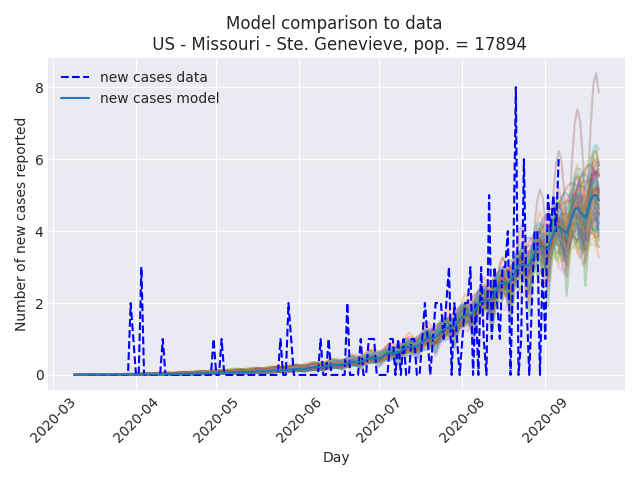 Model comparison to data
US - Missouri - Ste. Genevieve, pop. = 17894
new cases data
new cases model
Number of new cases reported
8
6
4
2
0
2020-03
2020-04
2020-05
2020-06
2020-07
2020-08
2020-09
Day